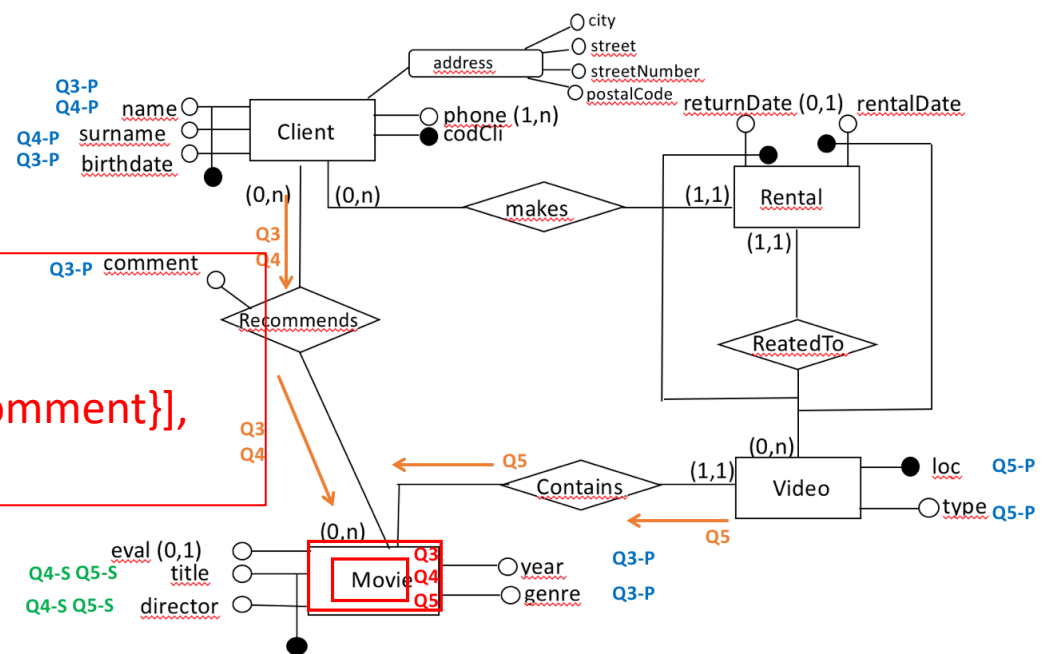 city
street
address
streetNumber
postalCode
Q3-P
Q4-P
name
Q4-P
surname
Q3-P
birthdate
Client
phone (1,n)
codCli
returnDate (0,1) rentalDate
(0,n)
(0,n)
makes
(1,1)
Rental
(1,1)
Q3
Q4
Q3-P
comment
Recommends
ReatedTo
omment}],
Q3
Q4
Q5
(0,n)
Contains
(1,1)
Video
loc
Q5-P
type
Q5-P
Q5
(0,n)
eval (0,1)
Q4-S Q5-S
title
Q4-S Q5-S
director
Movie
Q3
Q4
Q5
year
Q3-P
genre
Q3-P